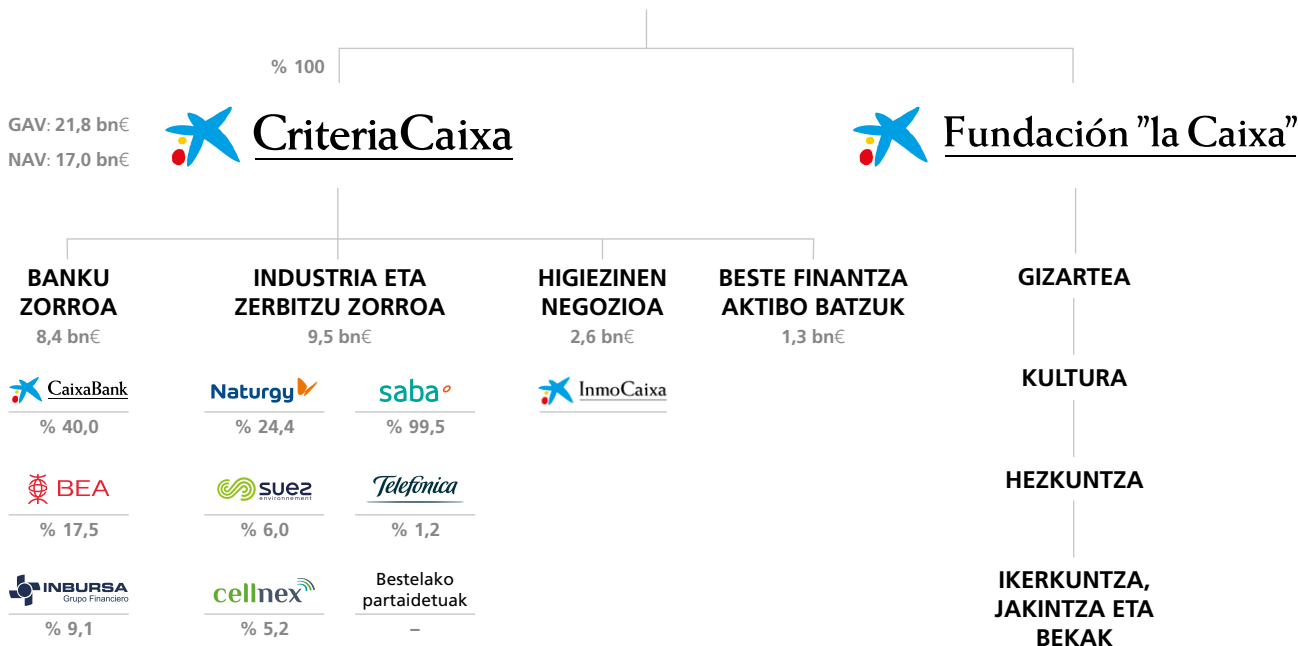 % 100
GAV: 21,8 bn€
NAV: 17,0 bn€
CriteriaCaixa
Fundación ”la Caixa”
BANKU
ZORROA
8,4 bn€
CaixaBank
% 40,0
BEA
% 17,5
INBURSA
Grupo Financiero
% 9,1
INDUSTRIA ETA
ZERBITZU ZORROA
9,5 bn€
Naturgy
% 24,4
saba
% 99,5
suez
environnement
% 6,0
Telefónica
% 1,2
cellnex
% 5,2
Bestelako
partaidetuak
–
HIGIEZINEN
NEGOZIOA
2,6 bn€
InmoCaixa
BESTE FINANTZA
AKTIBO BATZUK
1,3 bn€
GIZARTEA
KULTURA
HEZKUNTZA
IKERKUNTZA,
JAKINTZA ETA
BEKAK